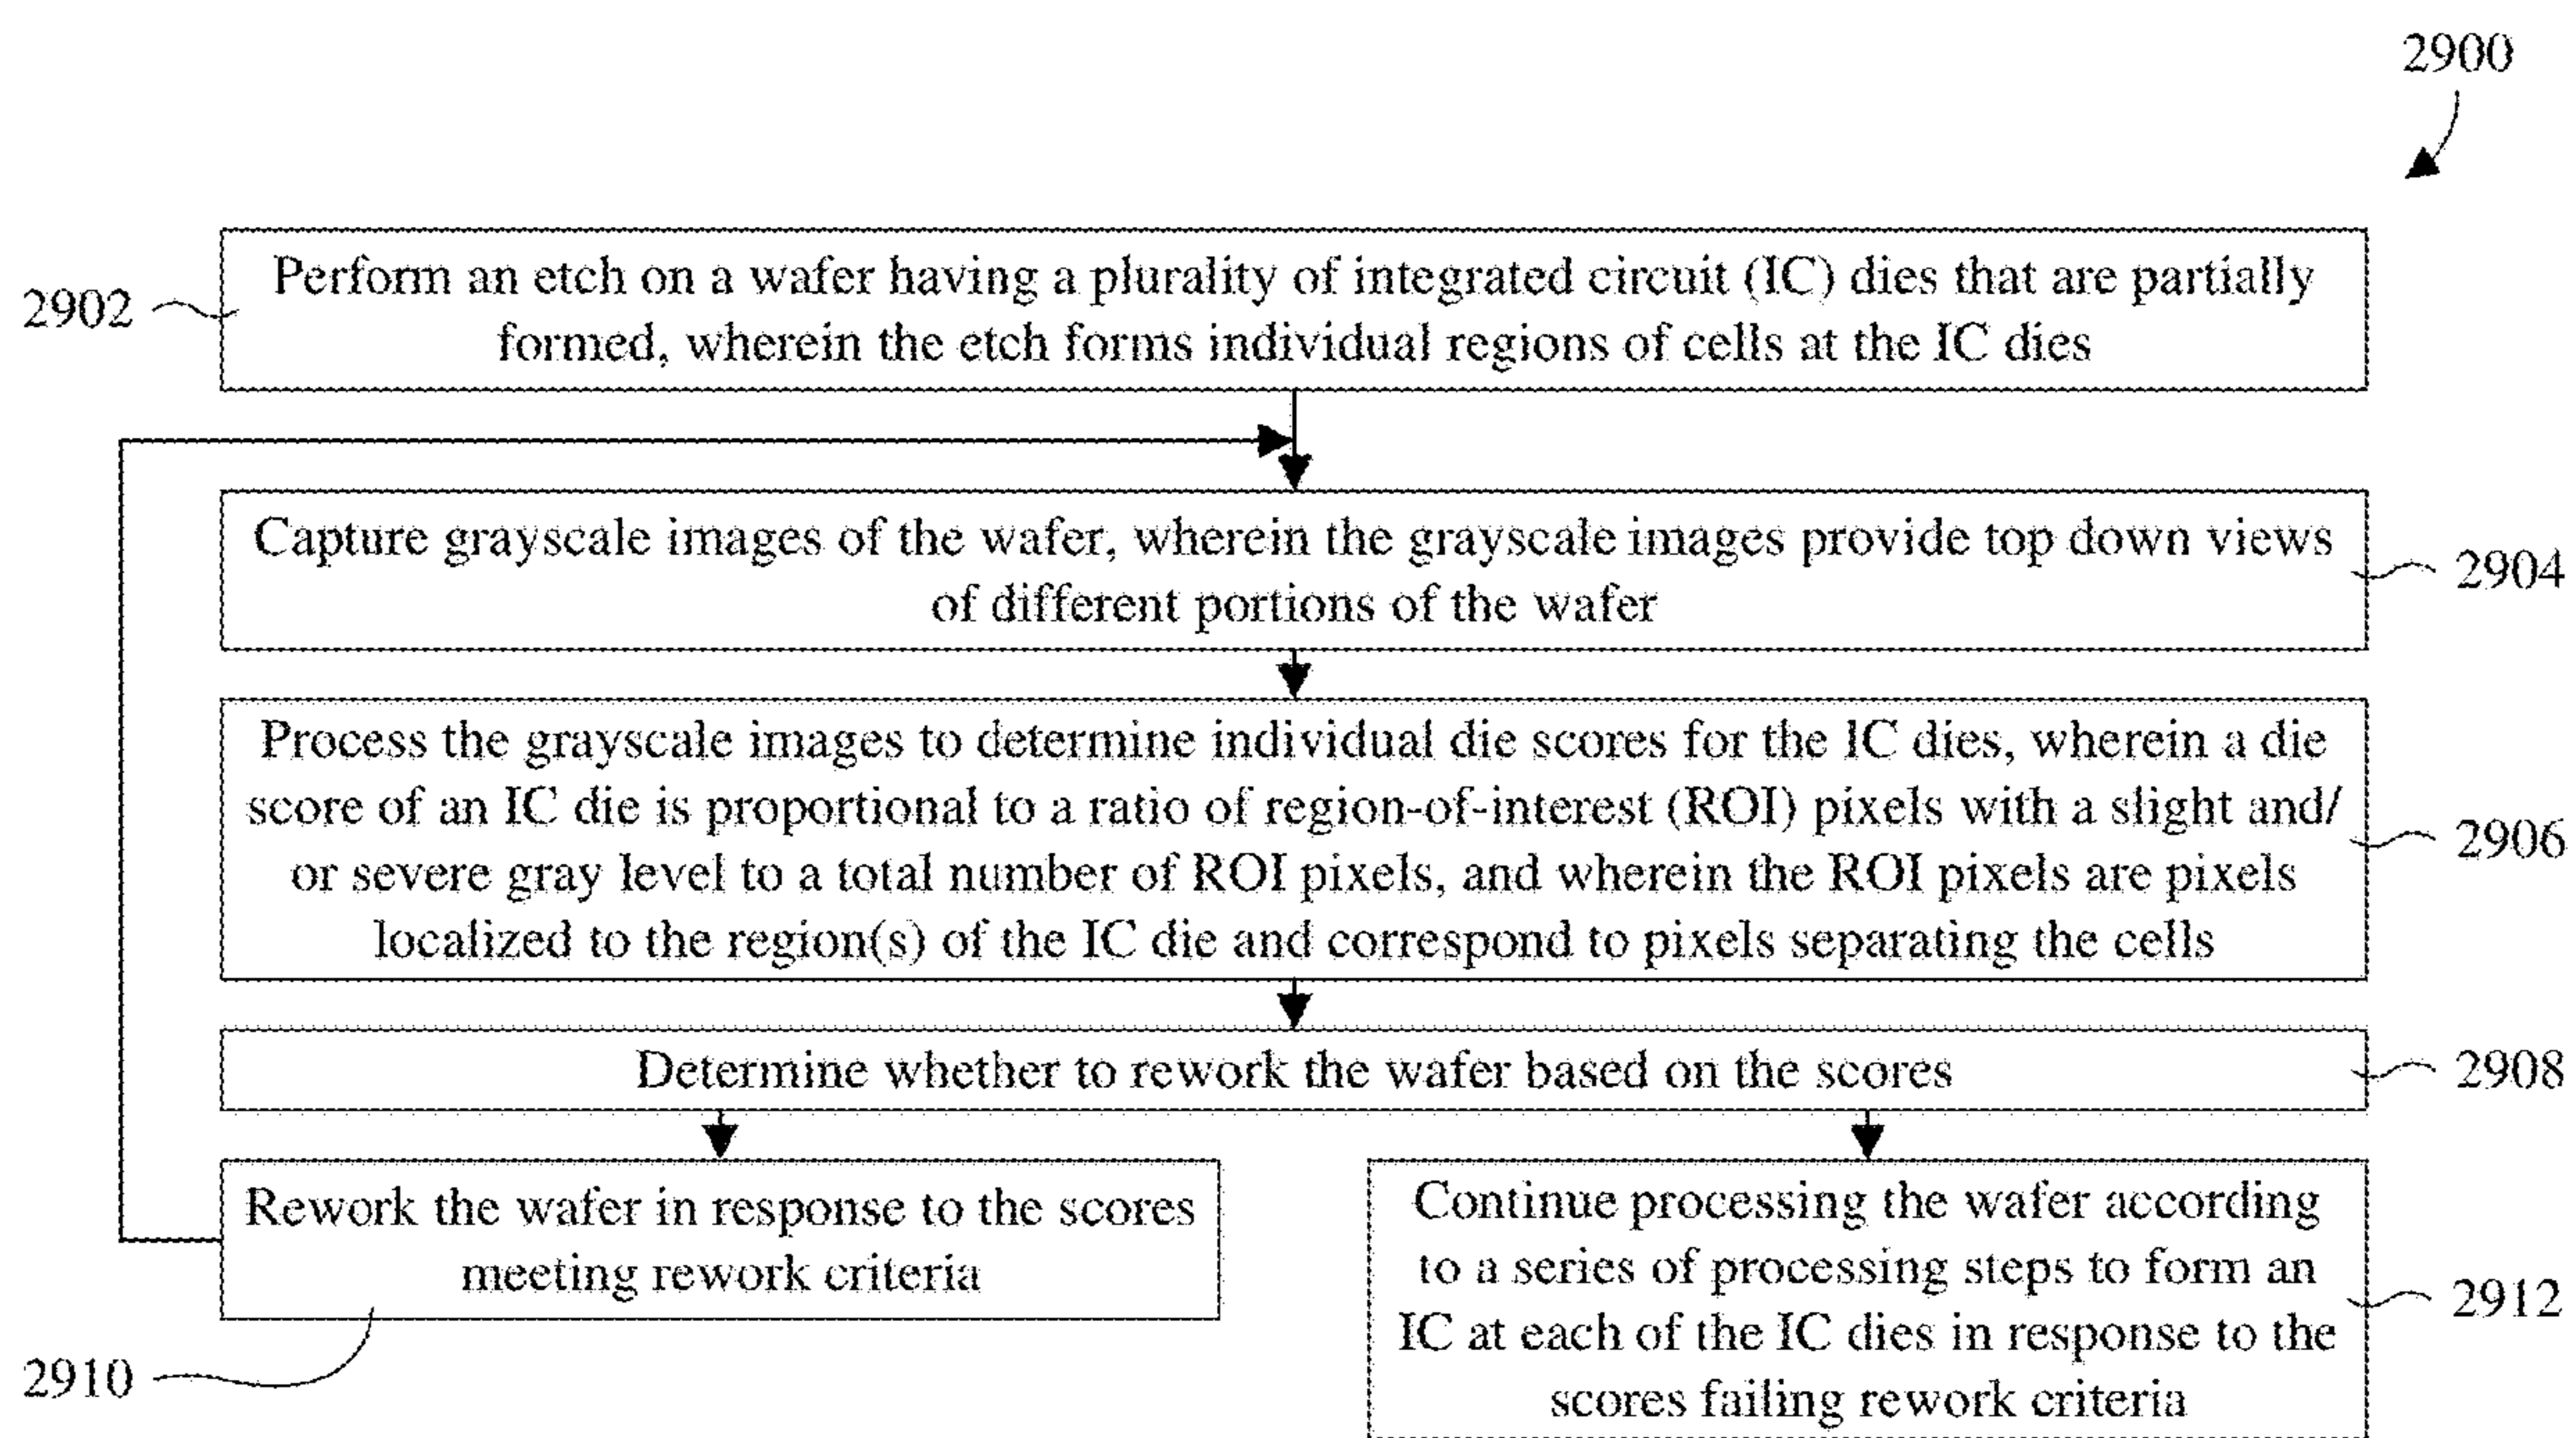 2900
2902
Perform an etch on a wafer having a plurality of integrated circuit (IC) dies that are partially
formed, wherein the etch forms individual regions of cells at the IC dies
Capture grayscale images of the wafer, wherein the grayscale images provide top down views
of different portions of the wafer
2904
Process the grayscale images to determine individual die scores for the IC dies, wherein a die
score of an IC die is proportional to a ratio of region-of-interest (ROI) pixels with a slight and/
or severe gray level to a total number of ROI pixels, and wherein the ROI pixels are pixels
localized to the region(s) of the IC die and correspond to pixels separating the cells
2906
Determine whether to rework the wafer based on the scores
2908
Rework the wafer in response to the scores
meeting rework criteria
2910
Continue processing the wafer according
to a series of processing steps to form an
IC at each of the IC dies in response to the
scores failing rework criteria
2912